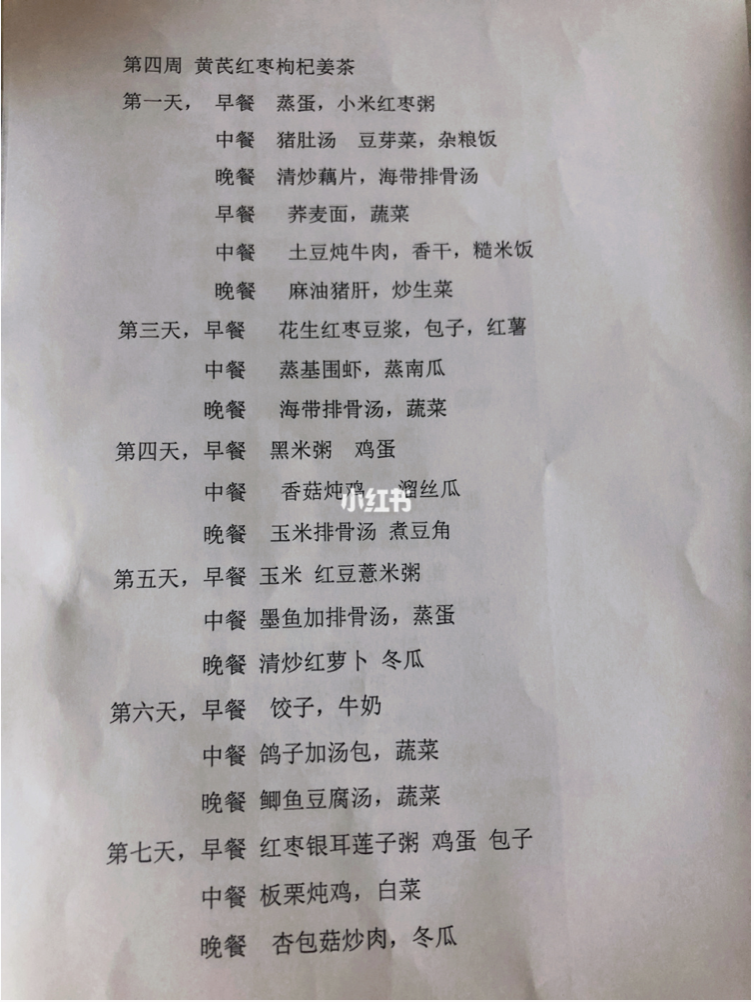 第四周 黄芪红枣枸杞姜茶
第一天， 早餐 蒸蛋，小米红枣粥
中餐 猪肚汤 豆芽菜，杂粮饭
晚餐 清炒藕片，海带排骨汤
早餐 荞麦面，蔬菜
中餐 土豆炖牛肉，香干，糙米饭
晚餐 麻油猪肝，炒生菜
第三天，早餐 花生红枣豆浆，包子，红薯
中餐 蒸基围虾，蒸南瓜
晚餐 海带排骨汤，蔬菜
第四天，早餐 黑米粥 鸡蛋
中餐 香菇炖鸡 溜丝瓜
小红书
晚餐 玉米排骨汤 煮豆角
第五天，早餐 玉米 红豆薏米粥
中餐 墨鱼加排骨汤，蒸蛋
晚餐 清炒红萝卜 冬瓜
第六天，早餐 饺子，牛奶
中餐 鸽子加汤包，蔬菜
晚餐 鲫鱼豆腐汤，蔬菜
第七天，早餐 红枣银耳莲子粥 鸡蛋 包子
中餐 板栗炖鸡，白菜
晚餐 杏包菇炒肉，冬瓜